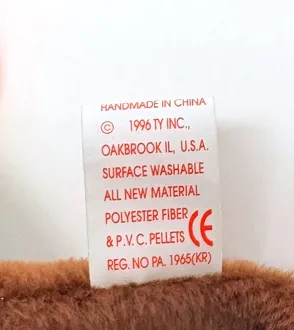 HANDMADE IN CHINA
© 1996 TY INC.,
OAKBROOK IL, U.S.A.
SURFACE WASHABLE
ALL NEW MATERIAL
POLYESTER FIBER
& P.V.C. PELLETS CE
REG. NO PA. 1965(KR)